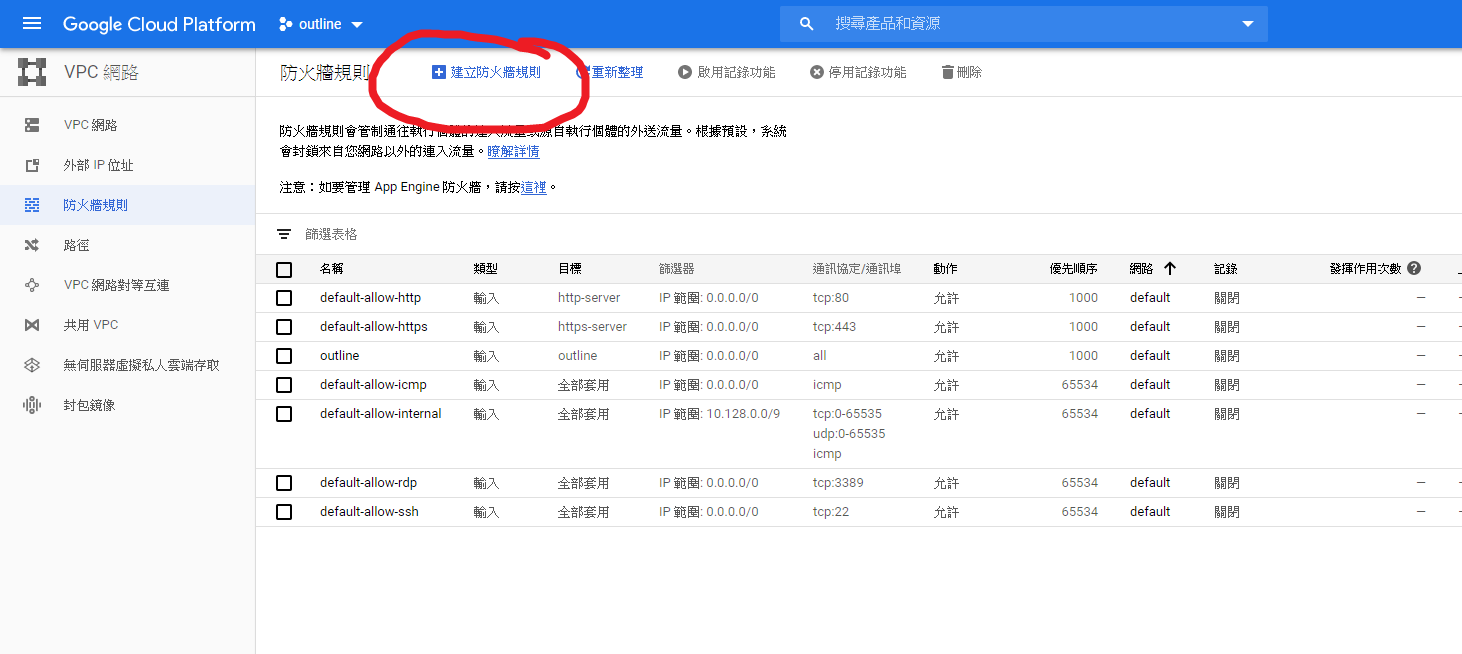 Google Cloud Platform outline 搜尋產品和資源
VPC 網路 防火牆規則 建立防火牆規則 重新整理 啟用記錄功能 停用記錄功能 刪除
VPC 網路
外部 IP 位址
防火牆規則
路徑
VPC 網路對等互連
共用 VPC
無伺服器虛擬私人雲端存取
封包鏡像
防火牆規則會管制通往執行個體的連入流量或源自執行個體的外送流量。根據預設，系統
會封鎖來自您網路以外的連入流量。瞭解詳情
注意：如要管理 App Engine 防火牆，請按這裡。
篩選表格
名稱 類型 目標 篩選器 通訊協定/通訊埠 動作 優先順序 網路 記錄 發揮作用次數
default-allow-http 輸入 http-server IP 範圍: 0.0.0.0/0 tcp:80 允許 1000 default 關閉 —
default-allow-https 輸入 https-server IP 範圍: 0.0.0.0/0 tcp:443 允許 1000 default 關閉 —
outline 輸入 outline IP 範圍: 0.0.0.0/0 all 允許 1000 default 關閉 —
default-allow-icmp 輸入 全部套用 IP 範圍: 0.0.0.0/0 icmp 允許 65534 default 關閉 —
default-allow-internal 輸入 全部套用 IP 範圍: 10.128.0.0/9 tcp:0-65535 允許 65534 default 關閉 —
udp:0-65535
icmp
default-allow-rdp 輸入 全部套用 IP 範圍: 0.0.0.0/0 tcp:3389 允許 65534 default 關閉 —
default-allow-ssh 輸入 全部套用 IP 範圍: 0.0.0.0/0 tcp:22 允許 65534 default 關閉 —